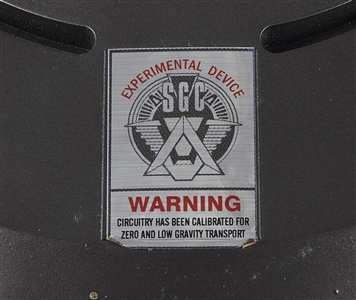 EXPERIMENTAL DEVICE
SGC
WARNING
CIRCUITRY HAS BEEN CALIBRATED FOR
ZERO AND LOW GRAVITY TRANSPORT